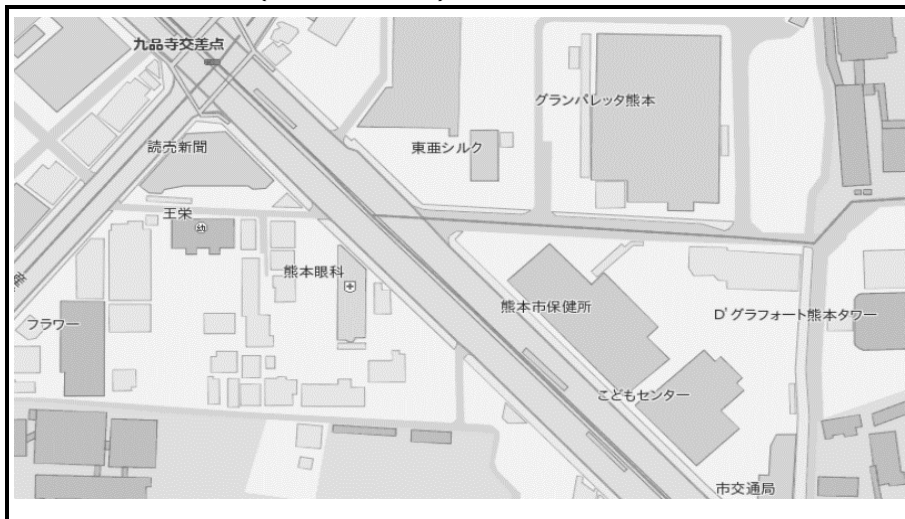 九品寺交差点
グランパレッタ熊本
読売新聞
東亜シルク
王栄
幼
熊本眼科
熊本市保健所
D'グラフォート熊本タワー
フラワー
こどもセンター
市交通局